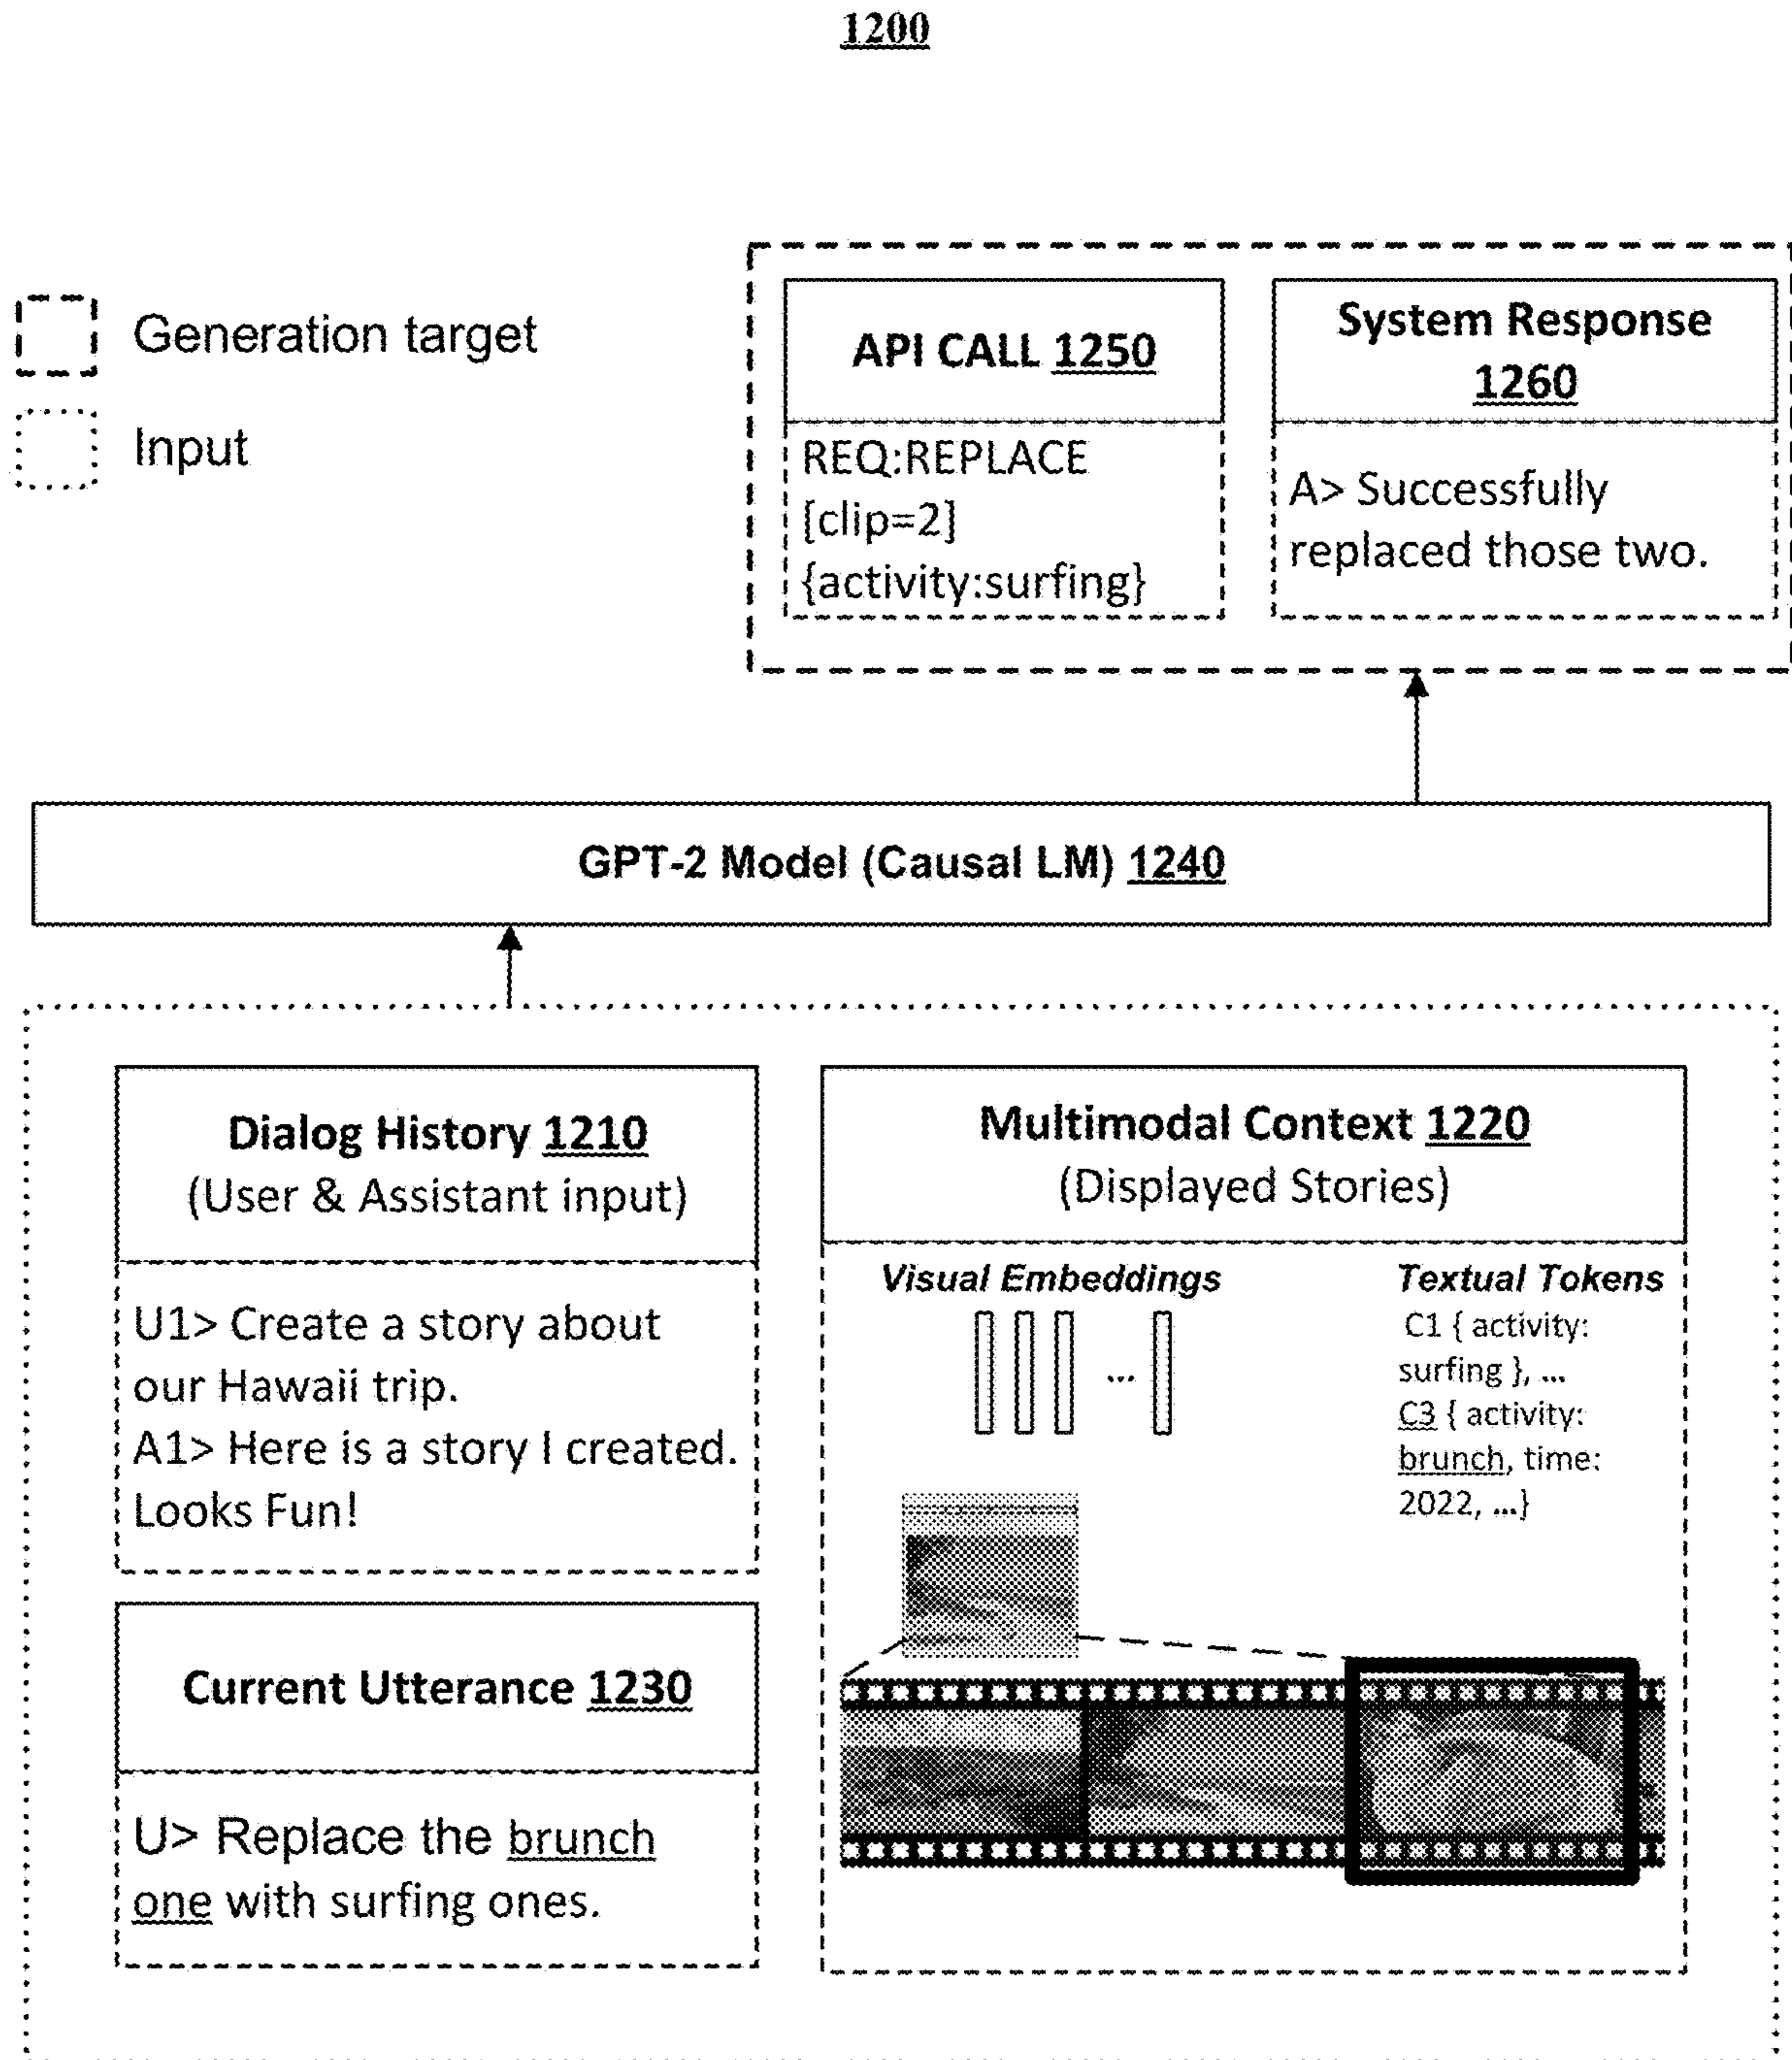 1200
Generation target
Input
API CALL 1250
REQ:REPLACE
[clip=2]
{activity:surfing}
System Response
1260
A> Successfully
replaced those two.
GPT-2 Model (Causal LM) 1240
Dialog History 1210
(User & Assistant input)
U1> Create a story about
our Hawaii trip.
A1> Here is a story I created.
Looks Fun!
Current Utterance 1230
U> Replace the brunch
one with surfing ones.
Multimodal Context 1220
(Displayed Stories)
Visual Embeddings
...
Textual Tokens
C1 { activity:
surfing }, ...
C3 { activity:
brunch, time:
2022, ...}